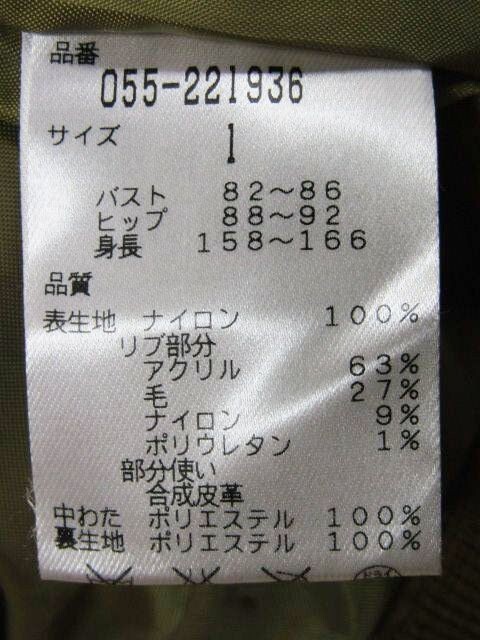 品番
055-221936
サイズ 1
バスト 82～86
ヒップ 88～92
身長 158～166
品質
表生地 ナイロン 100%
リブ部分
アクリル 63%
毛 27%
ナイロン 9%
ポリウレタン 1%
部分使い
合成皮革
中わた ポリエステル 100%
裏生地 ポリエステル 100%
ドライ